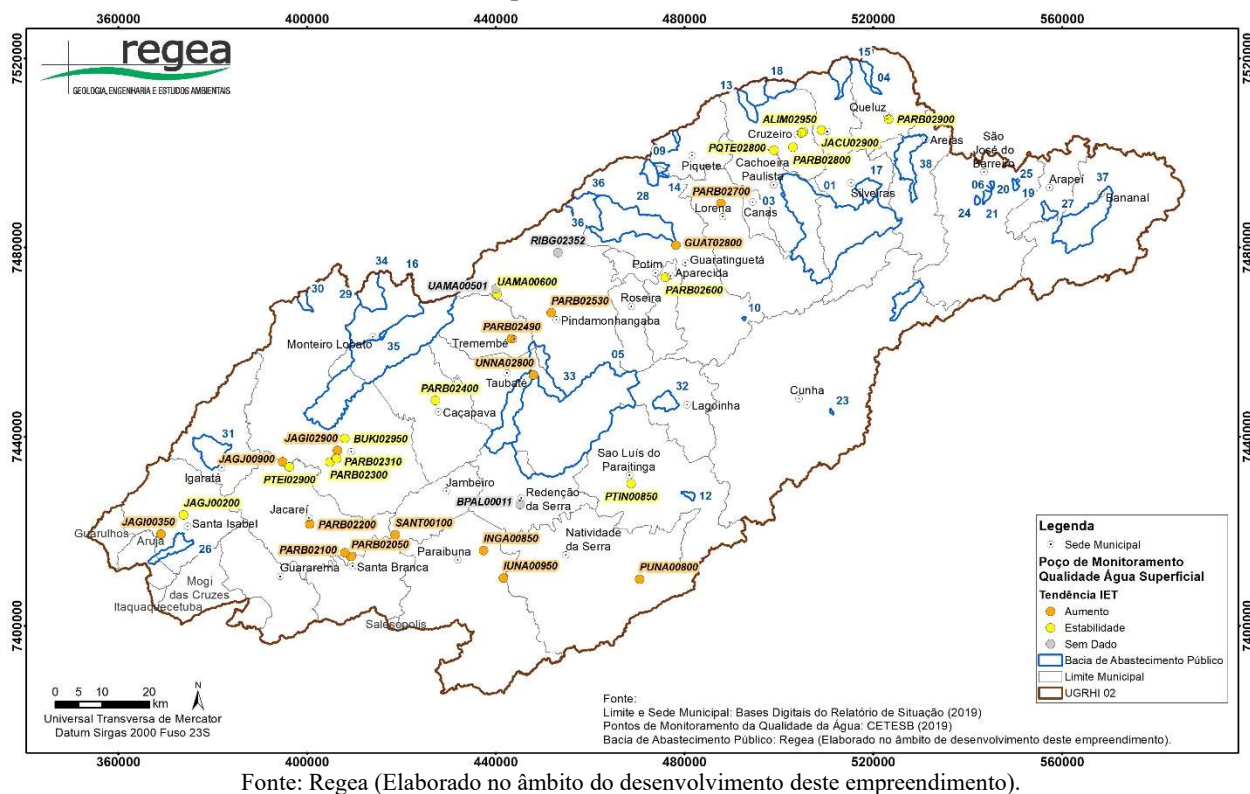 360000 400000 440000 480000 520000 560000
7520000
7480000
7440000
7400000
7520000
7480000
7440000
7400000
regea
GEOLOGIA, ENGENHARIA E ESTUDOS AMBIENTAIS
15
04
18
13
Queluz
PARB02900
ALIM02950
Cruzeiro
JACU02900
PQTE02800
PARB02800
Cachoeira
Paulista
Areias
São
José do
Barreiro
09
Piquete
14
38
17
01
Silveiras
25
06
20
19
24
21
Arapeí
37
Bananal
27
36
28
PARB02700
Lorena
03
Canas
36
RIBG02352
GUAT02800
Guaratinguetá
Potim
Aparecida
PARB02600
34
16
UAMA00501
UAMA00600
30
29
Roseira
PARB02530
Pindamonhangaba
10
Monteiro Lobato
35
PARB02490
Tremembé
UNNA02800
Taubaté
05
33
32
Lagoinha
Cunha
23
PARB02400
Caçapava
31
Igaratá
JAGI02900
BUKI02950
JAGJ00900
PARB02310
PTEI02900
PARB02300
Sao Luís do
Paraitinga
PTIN00850
12
Jambeiro
Redenção
da Serra
BPAL00011
JAGJ00200
Santa Isabel
JAGI00350
Guarulhos
Arujá
26
Jacareí
PARB02200
SANT00100
PARB02100
PARB02050
Paraibuna
INGA00850
Natividade
da Serra
Guararema
Santa Branca
IUNA00950
PUNA00800
Mogi
das Cruzes
Itaquaquecetuba
Salesópolis
Legenda
Sede Municipal
Poço de Monitoramento
Qualidade Água Superficial
Tendência IET
Aumento
Estabilidade
Sem Dado
Bacia de Abastecimento Público
Limite Municipal
UGRHI 02
0 5 10 20
km
N
Universal Transversa de Mercator
Datum Sirgas 2000 Fuso 23S
Fonte:
Limite e Sede Municipal: Bases Digitais do Relatório de Situação (2019)
Pontos de Monitoramento da Qualidade da Água: CETESB (2019)
Bacia de Abastecimento Público: Regea (Elaborado no âmbito de desenvolvimento deste empreendimento).
360000 400000 440000 480000 520000 560000
Fonte: Regea (Elaborado no âmbito do desenvolvimento deste empreendimento).